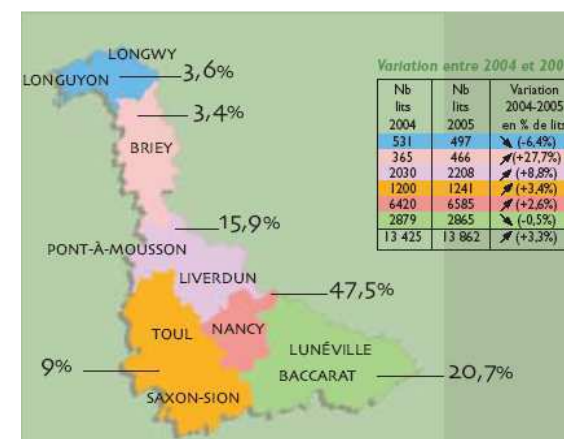 LONGWY
LONGUYON
3,6%
3,4%
BRIEY
15,9%
PONT-À-MOUSSON
LIVERDUN
47,5%
TOUL
NANCY
LUNÉVILLE
9%
BACCARAT
20,7%
SAXON-SION
Variation entre 2004 et 200
Nb lits 2004 Nb lits 2005 Variation 2004-2005 en % de lits
531 497 (-6,4%)
365 466 (+27,7%)
2030 2208 (+8,8%)
1200 1241 (+3,4%)
6420 6585 (+2,6%)
2879 2865 (-0,5%)
13 425 13 862 (+3,3%)